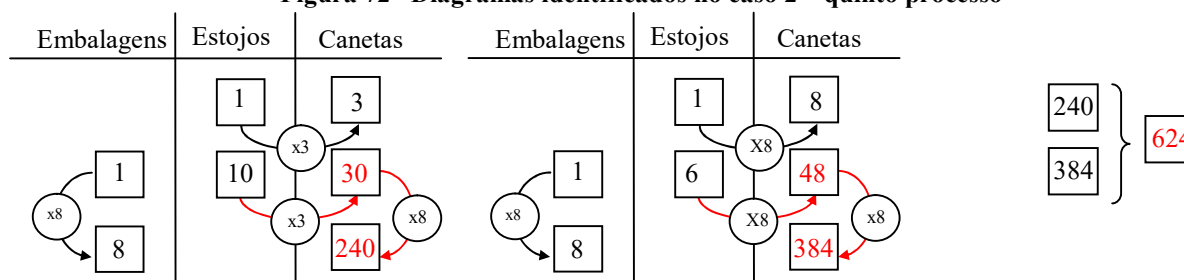 Figura 72 - Diagramas identificados no caso 2 – quinto processo
Embalagens Estojos Canetas Embalagens Estojos Canetas
1 3 1 8
x3 X8
240
10 30 6 48
1 1
624
384
x8 x3 x8 x8 X8 x8
8 240 8 384